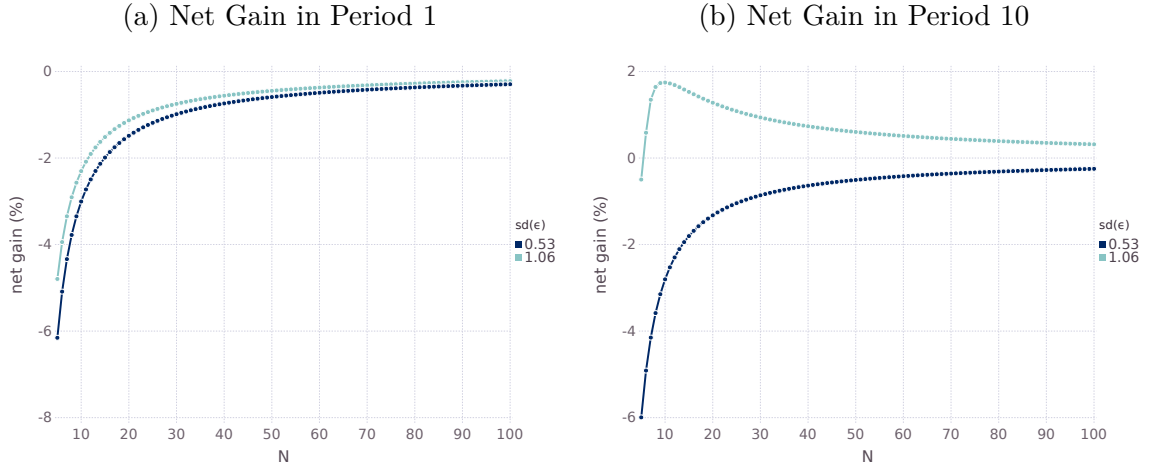 (a) Net Gain in Period 1
0
-2
-4
-6
-8
net gain (%)
10 20 30 40 50 60 70 80 90 100
N
sd(ϵ)
0.53
1.06
(b) Net Gain in Period 10
2
0
-2
-4
-6
net gain (%)
10 20 30 40 50 60 70 80 90 100
N
sd(ϵ)
0.53
1.06